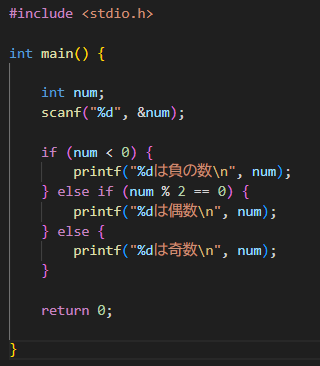 #include <stdio.h>
int main() {
int num;
scanf("%d", &num);
if (num < 0) {
printf("%dは負の数\n", num);
} else if (num % 2 == 0) {
printf("%dは偶数\n", num);
} else {
printf("%dは奇数\n", num);
}
return 0;
}